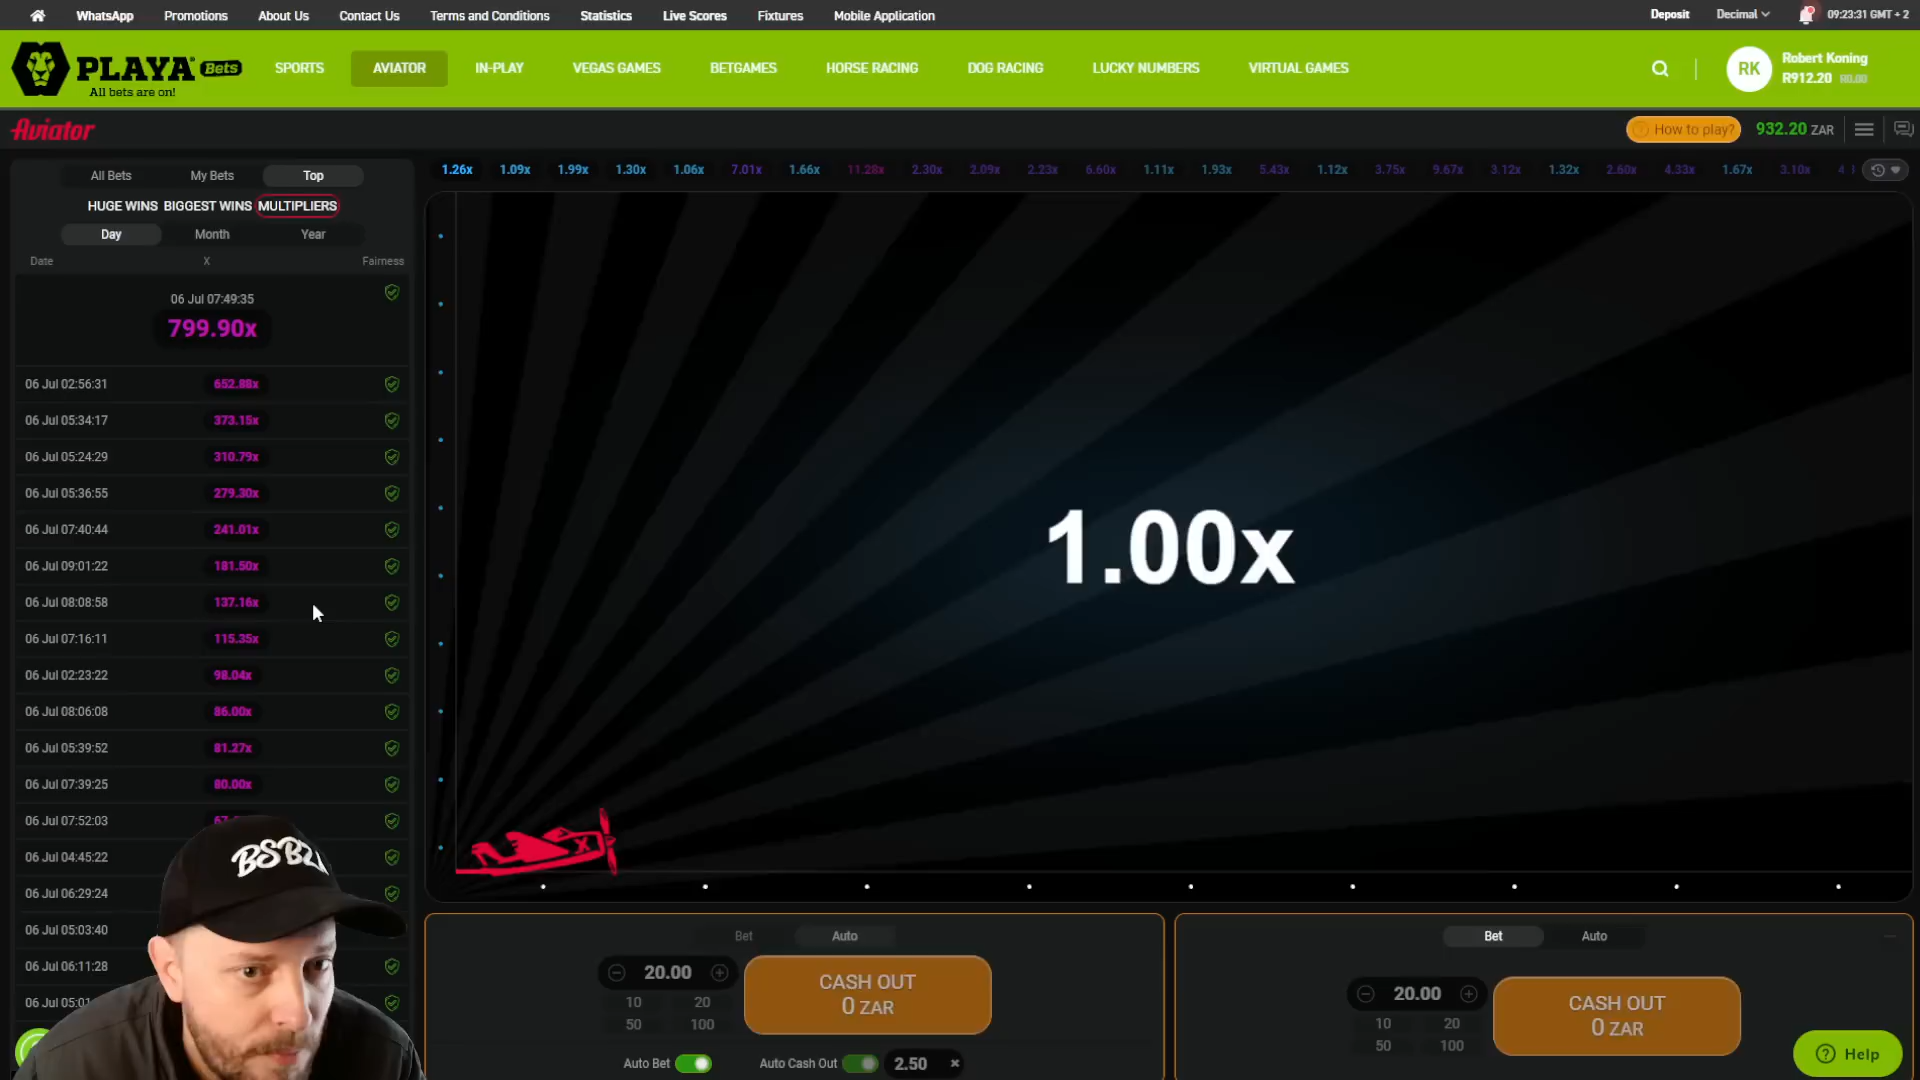 WhatsApp Promotions About Us Contact Us Terms and Conditions Statistics Live Scores Fixtures Mobile Application Deposit Decimal 09:23:31 GMT + 2
PLAYA Bets
All bets are on!
SPORTS AVIATOR IN-PLAY VEGAS GAMES BETGAMES HORSE RACING DOG RACING LUCKY NUMBERS VIRTUAL GAMES
RK
Robert Koning
R912.20 R0.00
Aviator
How to play? 932.20 ZAR
All Bets My Bets Top
1.26x 1.09x 1.99x 1.30x 1.06x 7.01x 1.66x 11.28x 2.30x 2.09x 2.23x 6.60x 1.11x 1.93x 5.43x 1.12x 3.75x 9.67x 3.12x 1.32x 2.60x 4.33x 1.67x 3.10x
HUGE WINS BIGGEST WINS MULTIPLIERS
Day Month Year
Date X Fairness
06 Jul 07:49:35
799.90x
06 Jul 02:56:31 652.88x
06 Jul 05:34:17 373.15x
06 Jul 05:24:29 310.79x
06 Jul 05:36:55 279.30x
06 Jul 07:40:44 241.01x
06 Jul 09:01:22 181.50x
06 Jul 08:08:58 137.16x
06 Jul 07:16:11 115.35x
06 Jul 02:23:22 98.04x
06 Jul 08:06:08 86.00x
06 Jul 05:39:52 81.27x
06 Jul 07:39:25 80.00x
06 Jul 07:52:03
06 Jul 04:45:22
06 Jul 06:29:24
06 Jul 05:03:40
06 Jul 06:11:28
06 Jul
1.00x
X
Bet Auto
20.00
10 20
50 100
CASH OUT
0 ZAR
Auto Bet Auto Cash Out 2.50
Bet Auto
20.00
10 20
50 100
CASH OUT
0 ZAR
Help